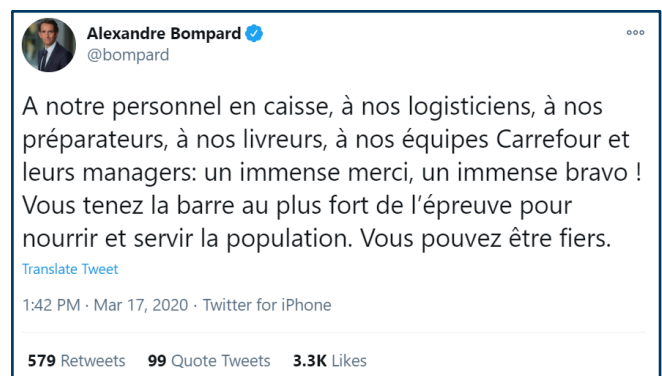 Alexandre Bompard
@bompard
A notre personnel en caisse, à nos logisticiens, à nos
préparateurs, à nos livreurs, à nos équipes Carrefour et
leurs managers: un immense merci, un immense bravo !
Vous tenez la barre au plus fort de l’épreuve pour
nourrir et servir la population. Vous pouvez être fiers.
Translate Tweet
1:42 PM · Mar 17, 2020 · Twitter for iPhone
579 Retweets 99 Quote Tweets 3.3K Likes